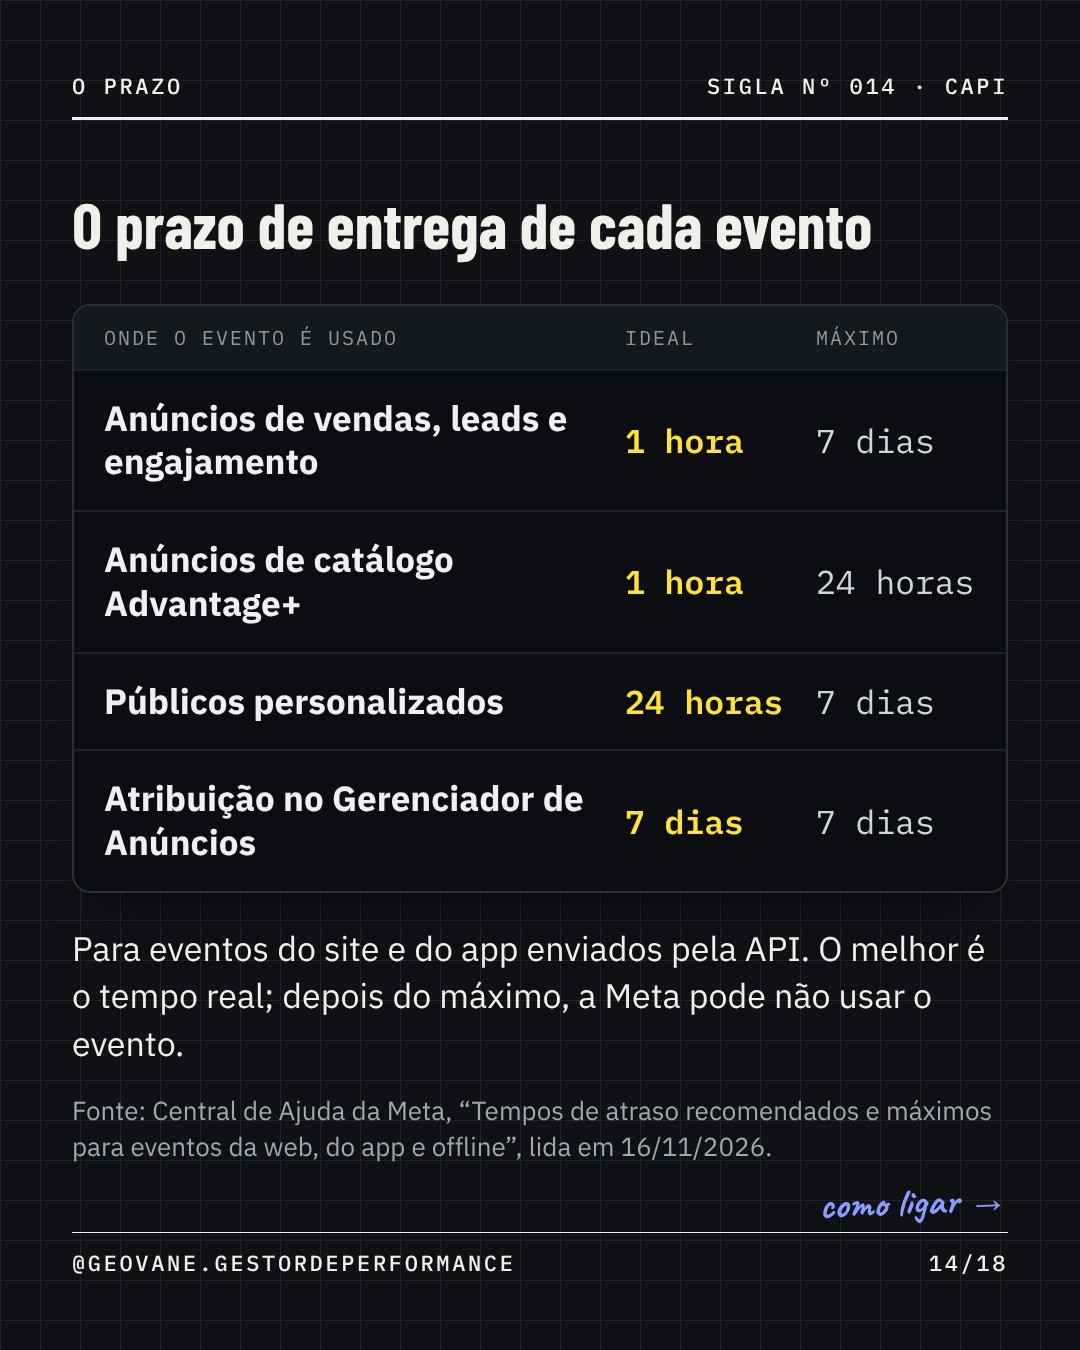 O PRAZO
SIGLA Nº 014 · CAPI
O prazo de entrega de cada evento
ONDE O EVENTO É USADO IDEAL MÁXIMO
Anúncios de vendas, leads e
engajamento
1 hora 7 dias
Anúncios de catálogo
Advantage+
1 hora 24 horas
Públicos personalizados 24 horas 7 dias
Atribuição no Gerenciador de
Anúncios
7 dias 7 dias
Para eventos do site e do app enviados pela API. O melhor é
o tempo real; depois do máximo, a Meta pode não usar o
evento.
Fonte: Central de Ajuda da Meta, “Tempos de atraso recomendados e máximos
para eventos da web, do app e offline”, lida em 16/11/2026.
como ligar →
@GEOVANE.GESTORDEPERFORMANCE
14/18